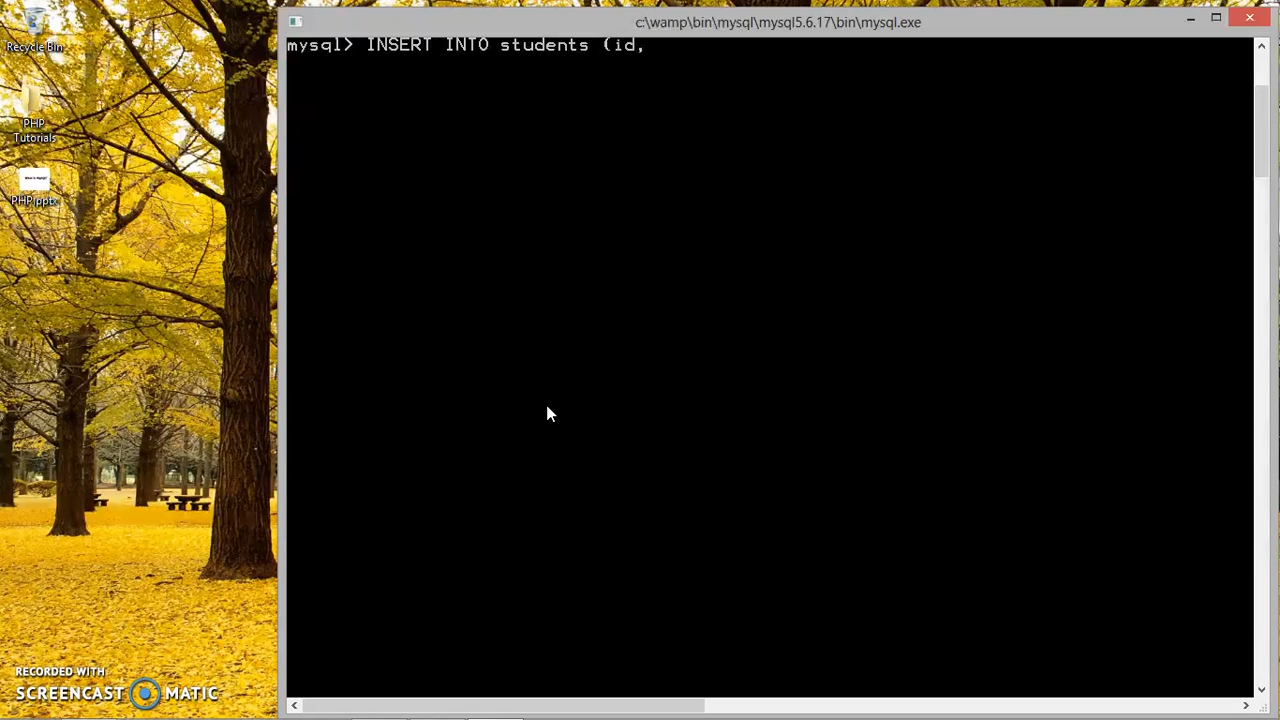 c:\wamp\bin\mysql\mysql5.6.17\bin\mysql.exe
mysql> INSERT INTO students (id,
Recycle Bin
PHP
Tutorials
PHP.pptx
RECORDED WITH
SCREENCAST MATIC